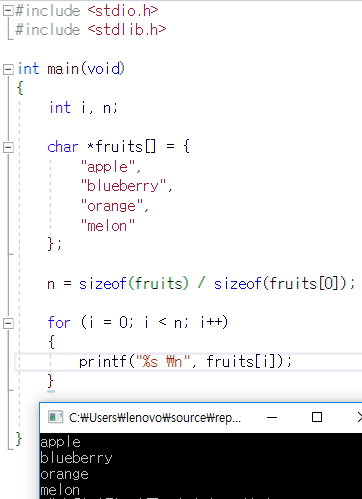 #include <stdio.h>
#include <stdlib.h>
int main(void)
{
int i, n;
char *fruits[] = {
"apple",
"blueberry",
"orange",
"melon"
};
n = sizeof(fruits) / sizeof(fruits[0]);
for (i = 0; i < n; i++)
{
printf("%s ₩n", fruits[i]);
}
}
C:₩Users₩lenovo₩source₩rep...
apple
blueberry
orange
melon